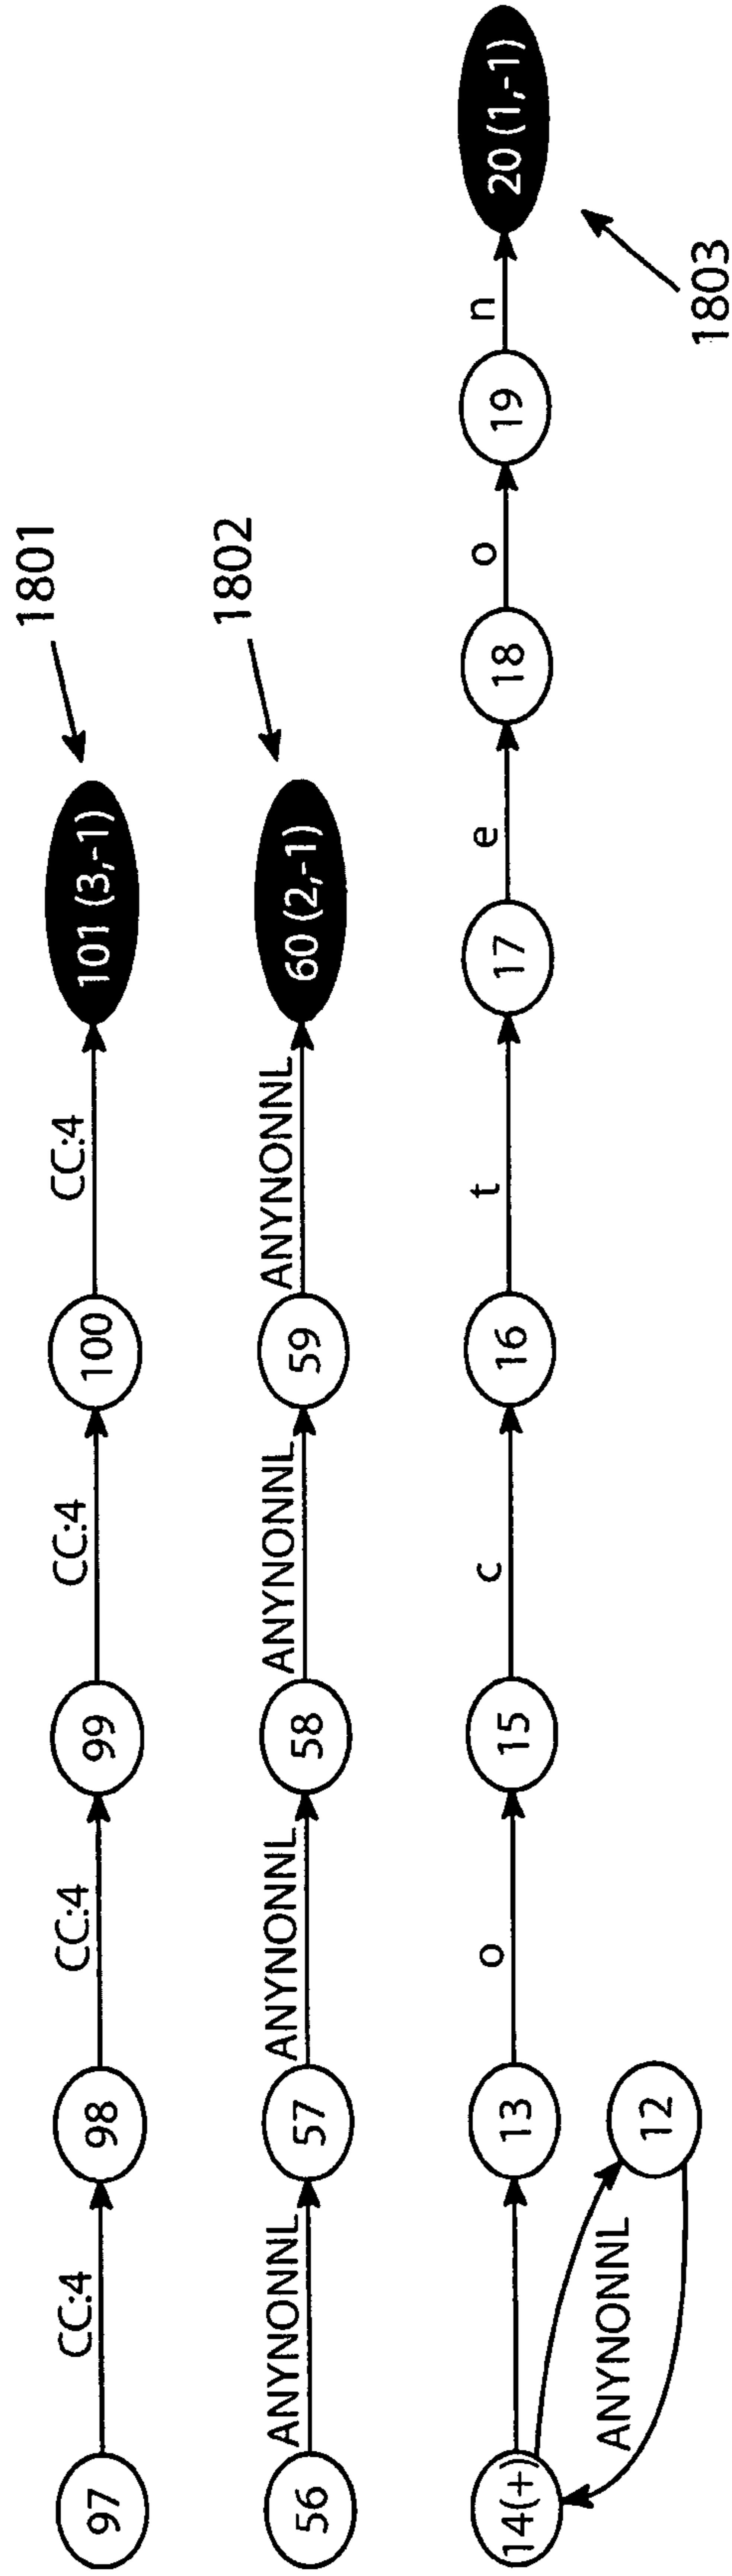 1801
97 CC:4 98 CC:4 99 CC:4 100 CC:4 101 (3,-1)
1802
56 ANYNONNL 57 ANYNONNL 58 ANYNONNL 59 ANYNONNL 60 (2,-1)
14(+) 13 o 15 c 16 t 17 e 18 o 19 n 20 (1,-1)
ANYNONNL 12
1803